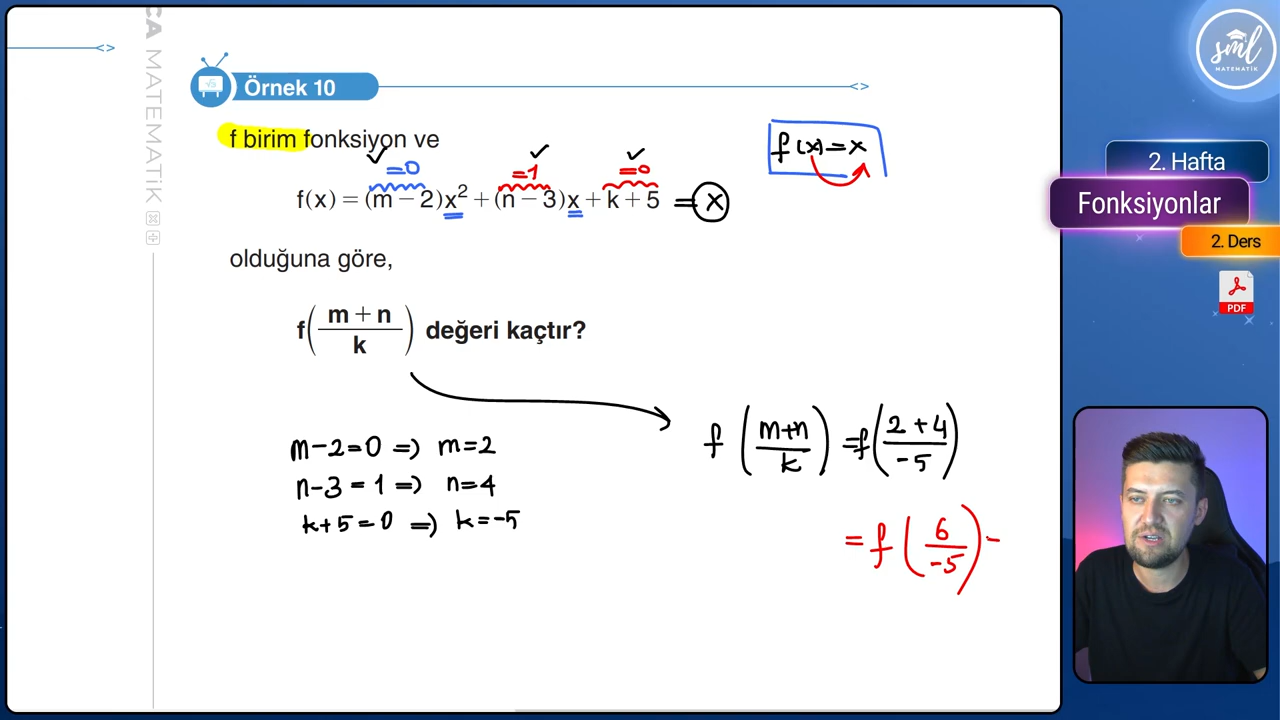 CA MATEMATİK
Örnek 10
f birim fonksiyon ve
f(x) = x
=0 =1 =0
f(x) = (m − 2)x² + (n − 3)x + k + 5 = x
olduğuna göre,
f((m + n)/k) değeri kaçtır?
m−2=0 => m=2
n−3=1 => n=4
k+5=0 => k=−5
f((m+n)/k) = f((2+4)/−5)
= f(6/−5) −
sml
MATEMATİK
2. Hafta
Fonksiyonlar
2. Ders
PDF